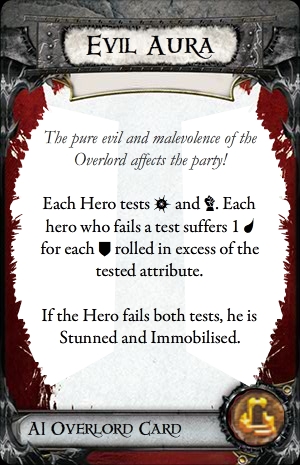 Evil Aura
The pure evil and malevolence of the
Overlord affects the party!
Each Hero tests and . Each
hero who fails a test suffers 1
for each rolled in excess of the
tested attribute.
If the Hero fails both tests, he is
Stunned and Immobilised.
AI Overlord Card